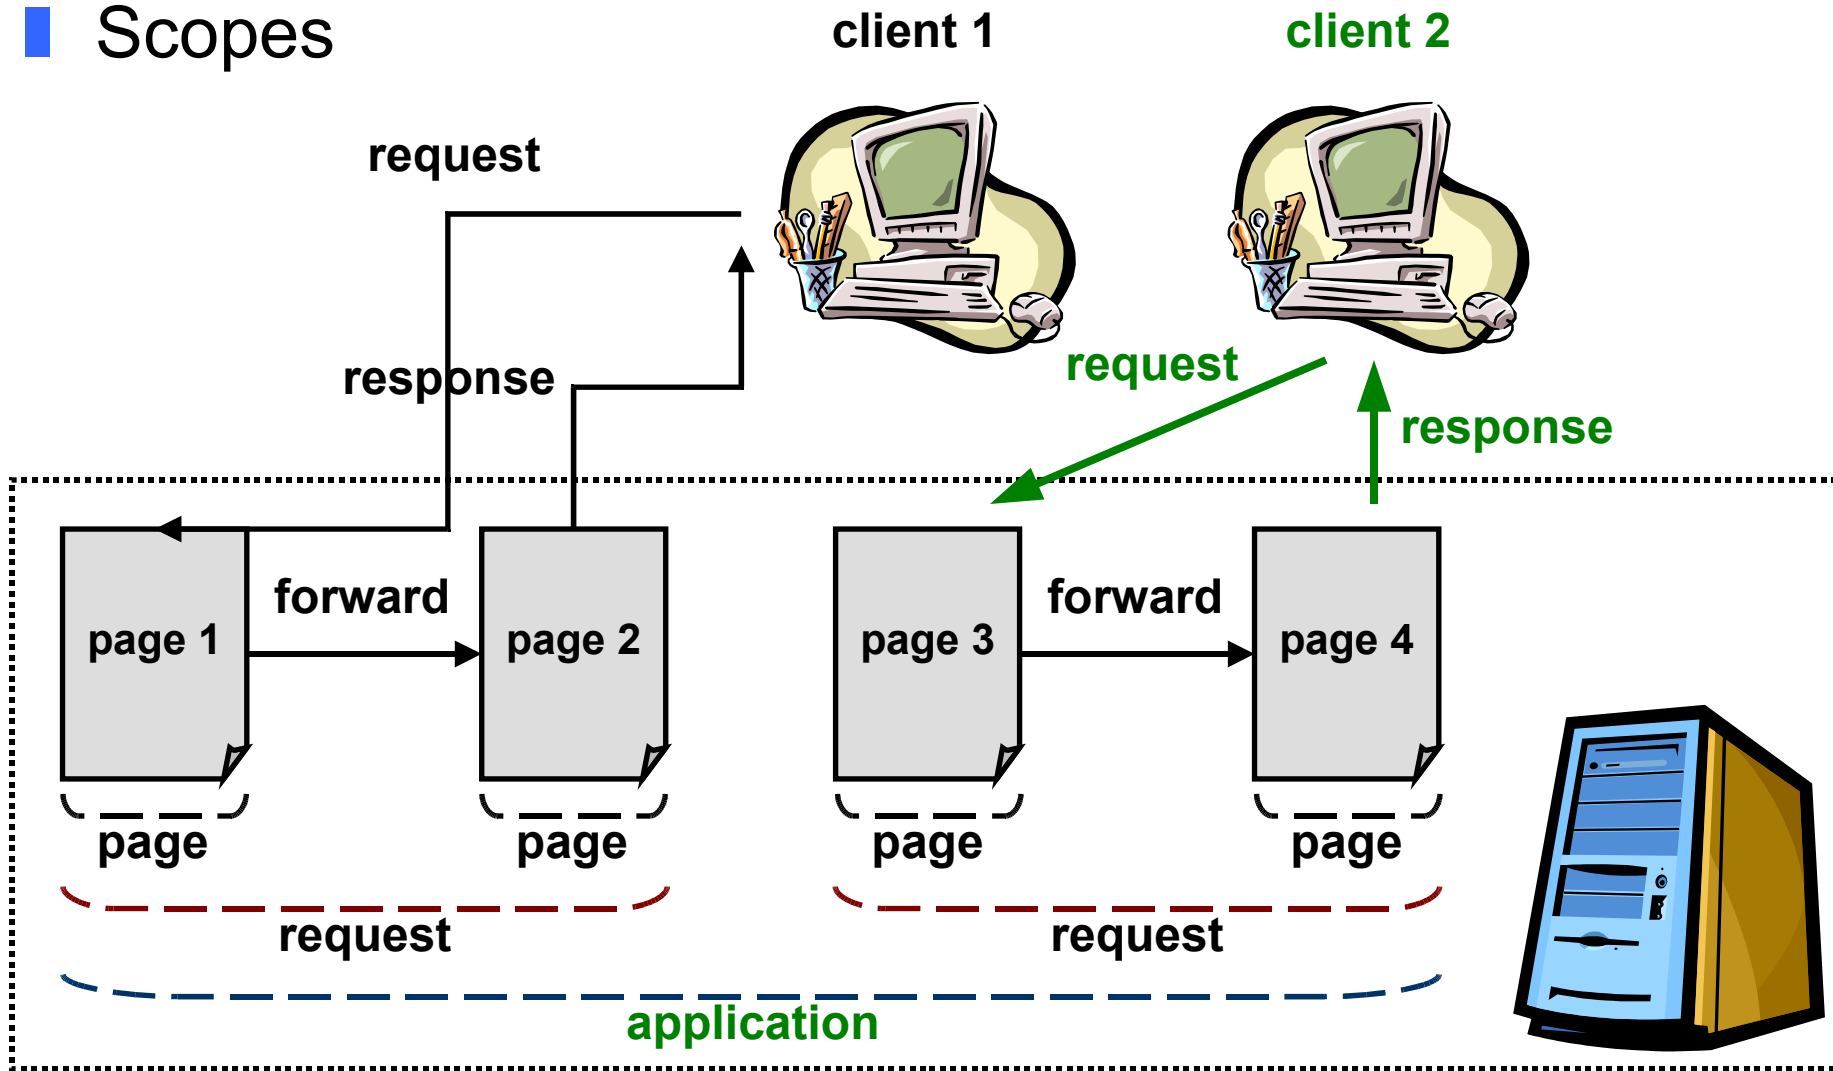 Scopes
client 1
client 2
request
response
request
response
forward
forward
page 1
page 2
page 3
page 4
page
page
page
page
request
request
application